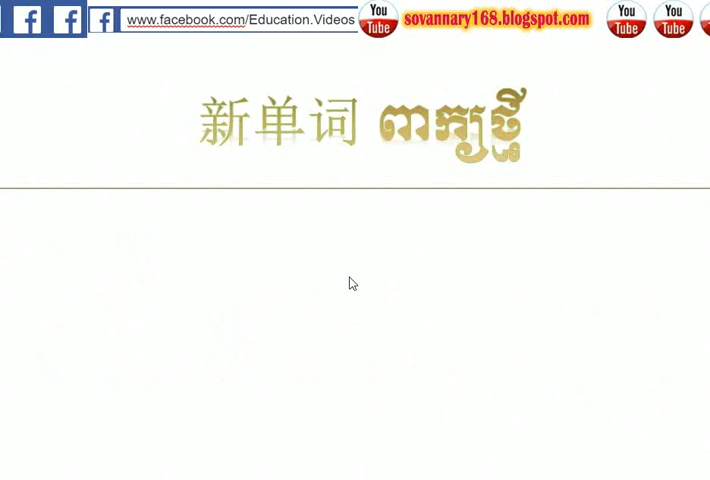 www.facebook.com/Education.Videos You Tube sovannary168.blogspot.com You Tube You Tube
新单词 ពាក្យថ្មី